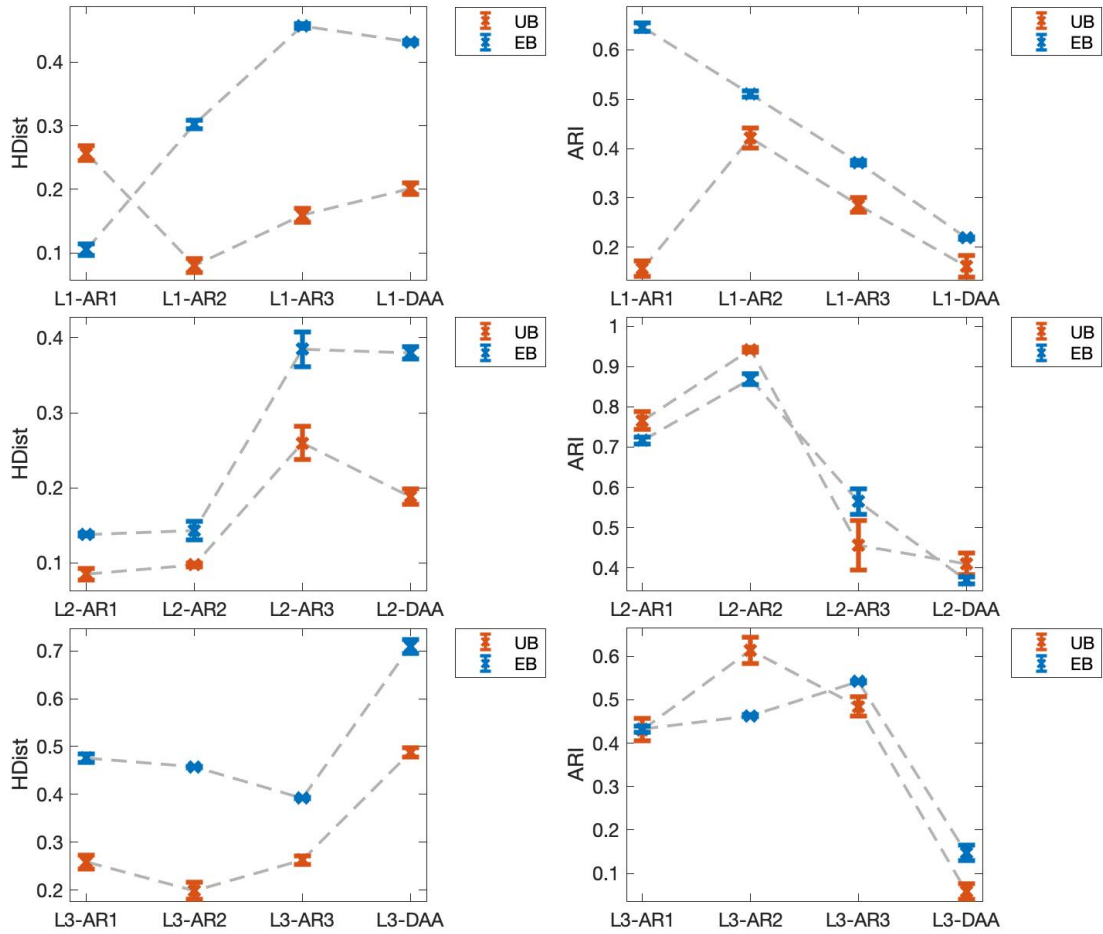 UB
EB
HDist
0.4
0.3
0.2
0.1
L1-AR1 L1-AR2 L1-AR3 L1-DAA
UB
EB
ARI
0.6
0.5
0.4
0.3
0.2
L1-AR1 L1-AR2 L1-AR3 L1-DAA
UB
EB
HDist
0.4
0.3
0.2
0.1
L2-AR1 L2-AR2 L2-AR3 L2-DAA
UB
EB
ARI
1
0.9
0.8
0.7
0.6
0.5
0.4
L2-AR1 L2-AR2 L2-AR3 L2-DAA
UB
EB
HDist
0.7
0.6
0.5
0.4
0.3
0.2
L3-AR1 L3-AR2 L3-AR3 L3-DAA
UB
EB
ARI
0.6
0.5
0.4
0.3
0.2
0.1
L3-AR1 L3-AR2 L3-AR3 L3-DAA